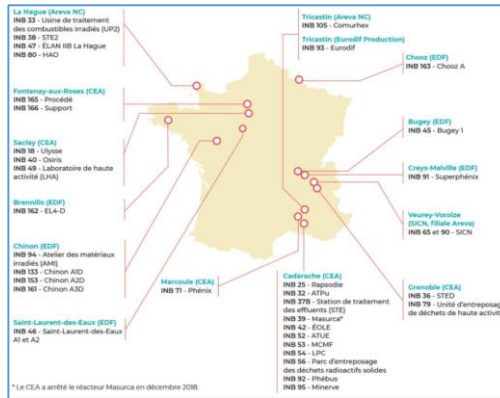 La Hague (Areva NC)
INB 33 - Usine de traitement
des combustibles irradiés (UP2)
INB 38 - STE2
INB 47 - ÉLAN IIB La Hague
INB 80 - HAO
Fontenay-aux-Roses (CEA)
INB 165 - Procédé
INB 166 - Support
Saclay (CEA)
INB 18 - Ulysse
INB 40 - Osiris
INB 49 - Laboratoire de haute
activité (LHA)
Brennilis (EDF)
INB 162 - EL4-D
Chinon (EDF)
INB 94 - Atelier des matériaux
irradiés (AMI)
INB 133 - Chinon A1D
INB 153 - Chinon A2D
INB 161 - Chinon A3D
Saint-Laurent-des-Eaux (EDF)
INB 46 - Saint-Laurent-des-Eaux
A1 et A2
Marcoule (CEA)
INB 71 - Phénix
Tricastin (Areva NC)
INB 105 - Comurhex
Tricastin (Eurodif Production)
INB 93 - Eurodif
Chooz (EDF)
INB 163 - Chooz A
Bugey (EDF)
INB 45 - Bugey 1
Creys-Malville (EDF)
INB 91 - Superphénix
Veurey-Voroize
(SICN, filiale Areva)
INB 65 et 90 - SICN
Grenoble (CEA)
INB 36 - STED
INB 79 - Unité d'entreposage
de déchets de haute activité
Cadarache (CEA)
INB 25 - Rapsodie
INB 32 - ATPu
INB 37B - Station de traitement
des effluents (STE)
INB 39 - Masurca*
INB 42 - ÉOLE
INB 52 - ATUE
INB 53 - MCMF
INB 54 - LPC
INB 56 - Parc d'entreposage
des déchets radioactifs solides
INB 92 - Phébus
INB 95 - Minerve
* Le CEA a arrêté le réacteur Masurca en décembre 2018.